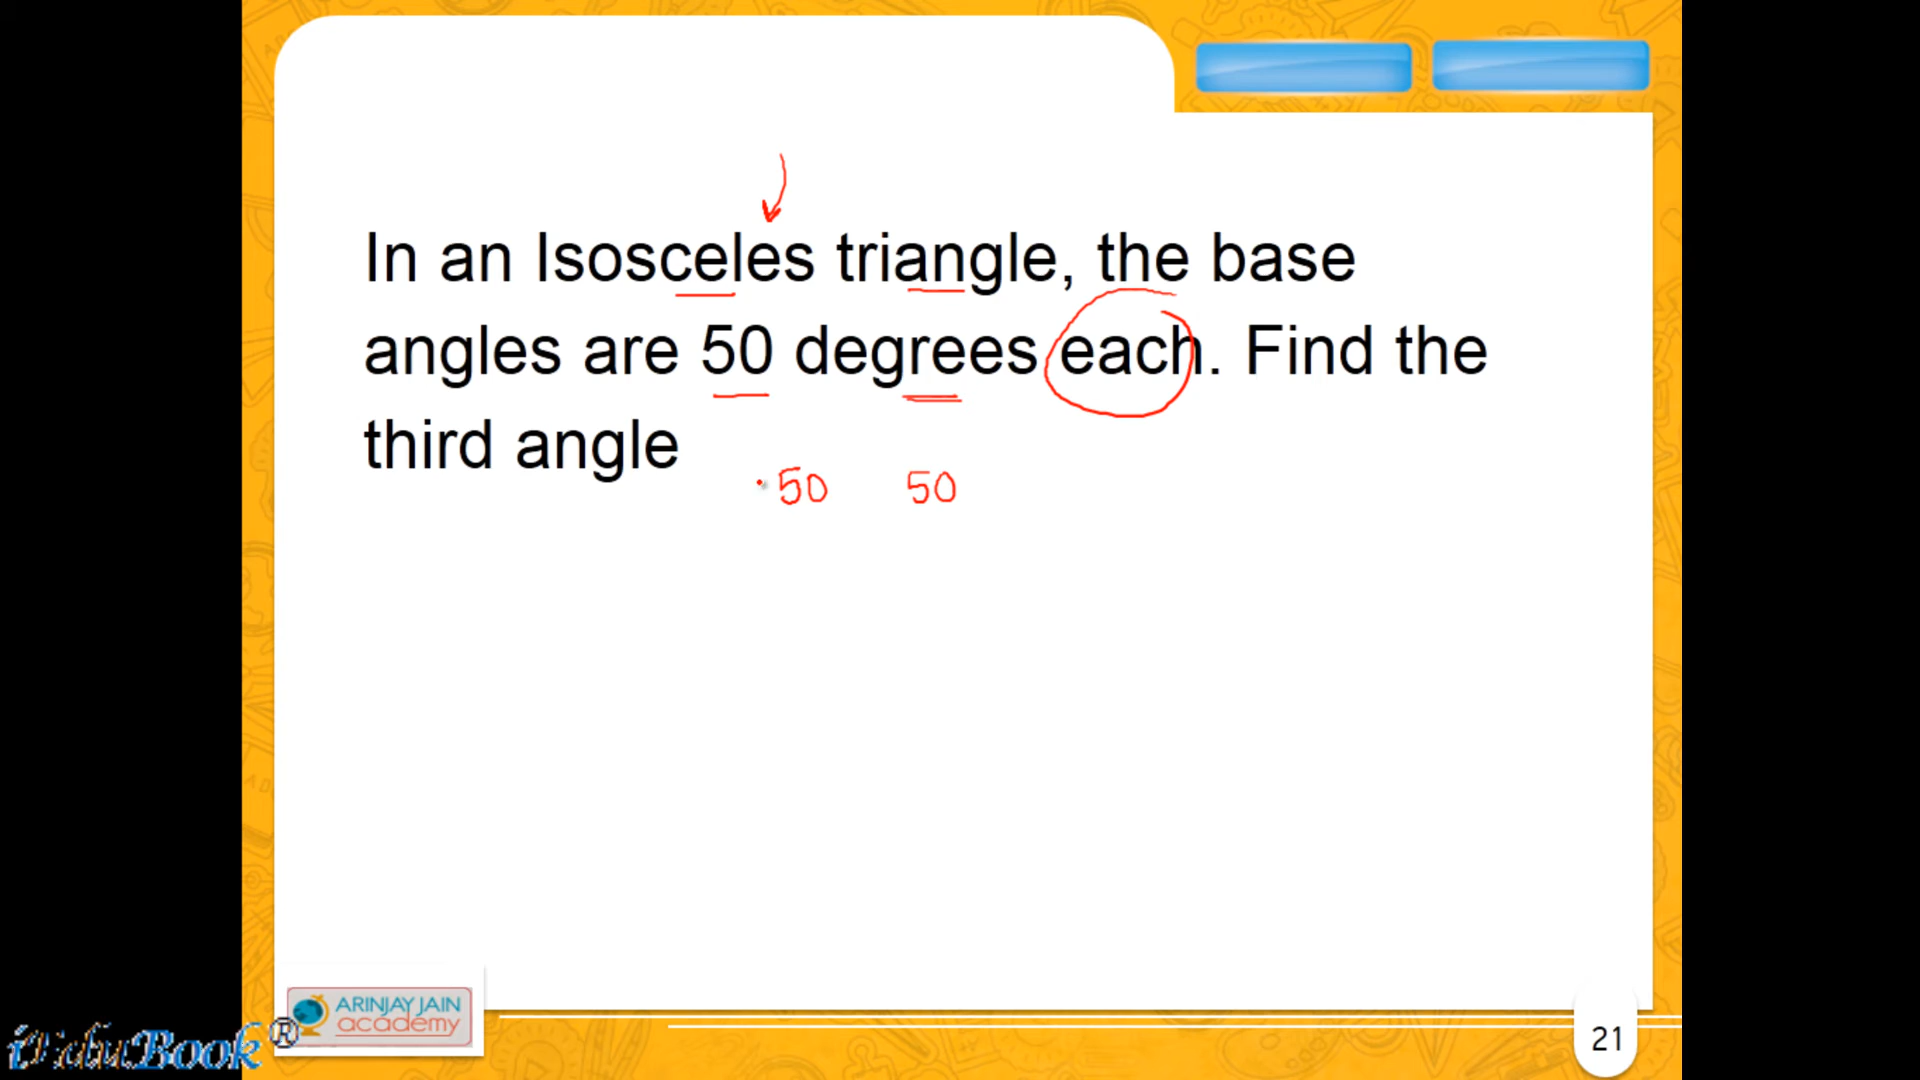 In an Isosceles triangle, the base
angles are 50 degrees each. Find the
third angle
50 50
ARINJAY JAIN
academy
iEduBook®
21